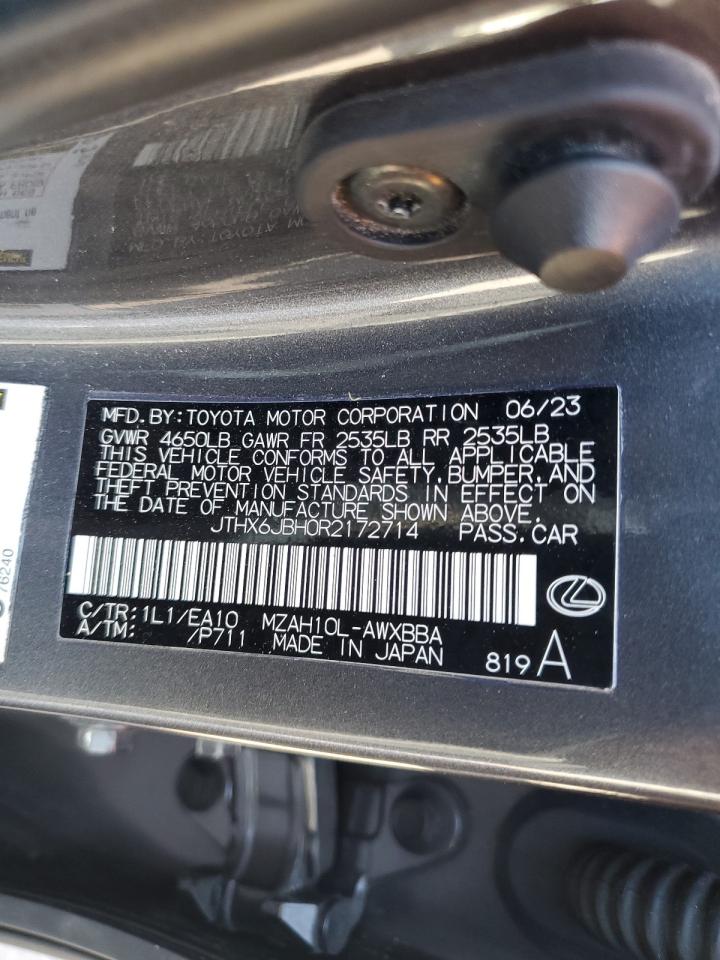 MFD. BY: TOYOTA MOTOR CORPORATION 06/23
GVWR 4650LB GAWR FR 2535LB RR 2535LB
THIS VEHICLE CONFORMS TO ALL APPLICABLE
FEDERAL MOTOR VEHICLE SAFETY, BUMPER, AND
THEFT PREVENTION STANDARDS IN EFFECT ON
THE DATE OF MANUFACTURE SHOWN ABOVE.
JTHX6JBH0R2172714 PASS. CAR
C/TR: 1L1/EA10 MZAH10L-AWXBBA
A/TM: /P711 MADE IN JAPAN
819 A
76240